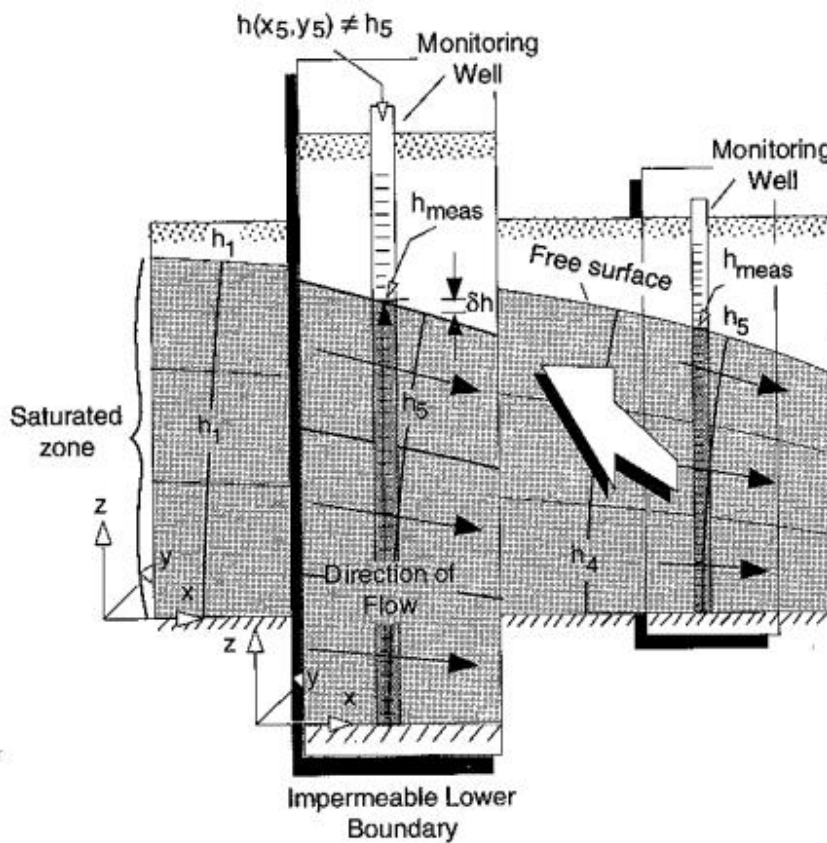 h(x₅,y₅) ≠ h₅
Monitoring
Well
Monitoring
Well
hmeas
h₁
Free surface
hmeas
δh
h₅
h₅
h₁
Saturated
zone
z
y
x
h₄
Direction of
Flow
z
y
x
Impermeable Lower
Boundary